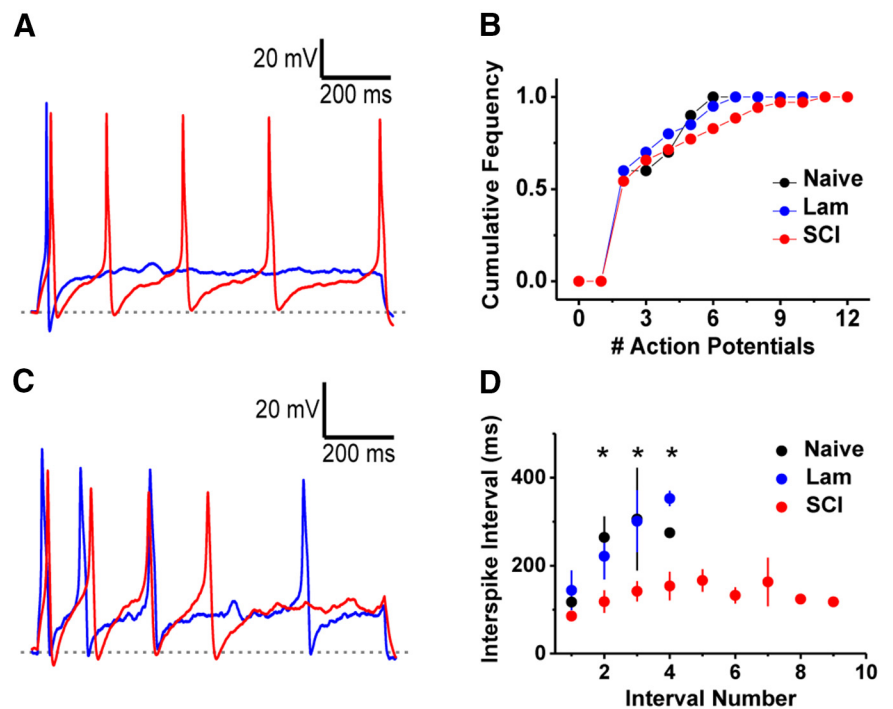 A
20 mV
200 ms
B
Cumulative Fequency
1.0
0.5
0.0
Naive
Lam
SCI
0 3 6 9 12
# Action Potentials
C
20 mV
200 ms
D
Interspike Interval (ms)
400
200
0
* * *
Naive
Lam
SCI
2 4 6 8 10
Interval Number